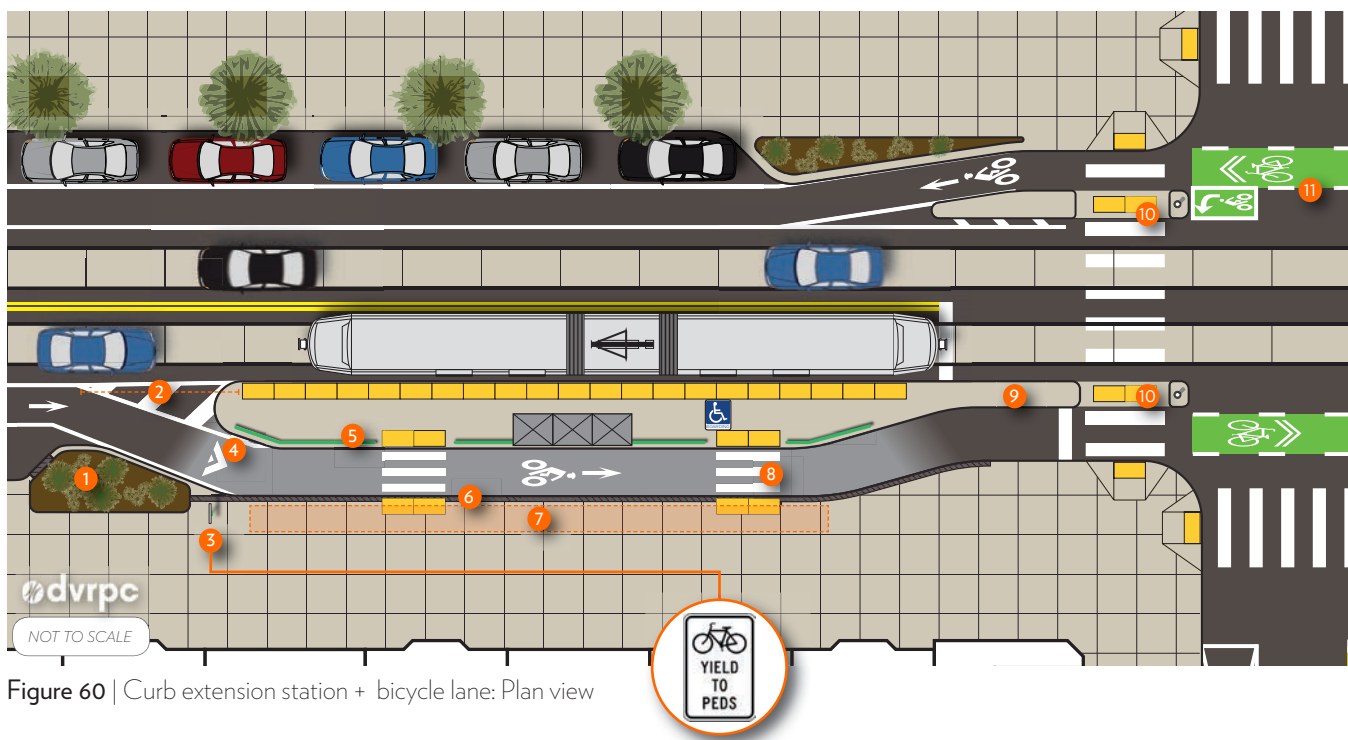 11
10
2
9
10
5
4
8
1
6
7
3
dvrpc
NOT TO SCALE
YIELD
TO
PEDS
Figure 60 | Curb extension station + bicycle lane: Plan view